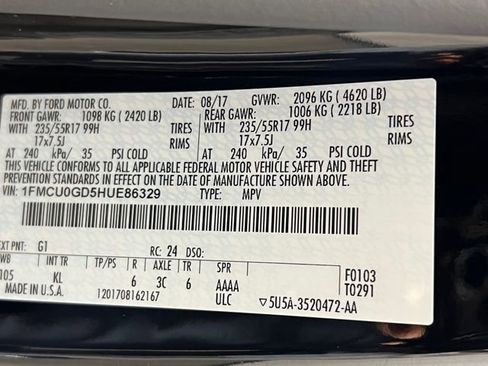 MFD. BY FORD MOTOR CO. DATE: 08/17 GVWR: 2096 KG ( 4620 LB)
FRONT GAWR: 1098 KG ( 2420 LB) REAR GAWR: 1006 KG ( 2218 LB)
WITH 235/55R17 99H TIRES WITH 235/55R17 99H TIRES
17x7.5J RIMS 17x7.5J RIMS
AT 240 kPa/ 35 PSI COLD AT 240 kPa/ 35 PSI COLD
THIS VEHICLE CONFORMS TO ALL APPLICABLE FEDERAL MOTOR VEHICLE SAFETY AND THEFT
PREVENTION STANDARDS IN EFFECT ON THE DATE OF MANUFACTURE SHOWN ABOVE.
VIN: 1FMCU0GD5HUE86329 TYPE: MPV
F0103
T0291
EXT PNT: G1 RC: 24 DSO:
WB INT TR TP/PS R AXLE TR SPR
105 KL 6 3C 6 AAAA
MADE IN U.S.A. 1201708162167 ULC ▽5U5A-3520472-AA